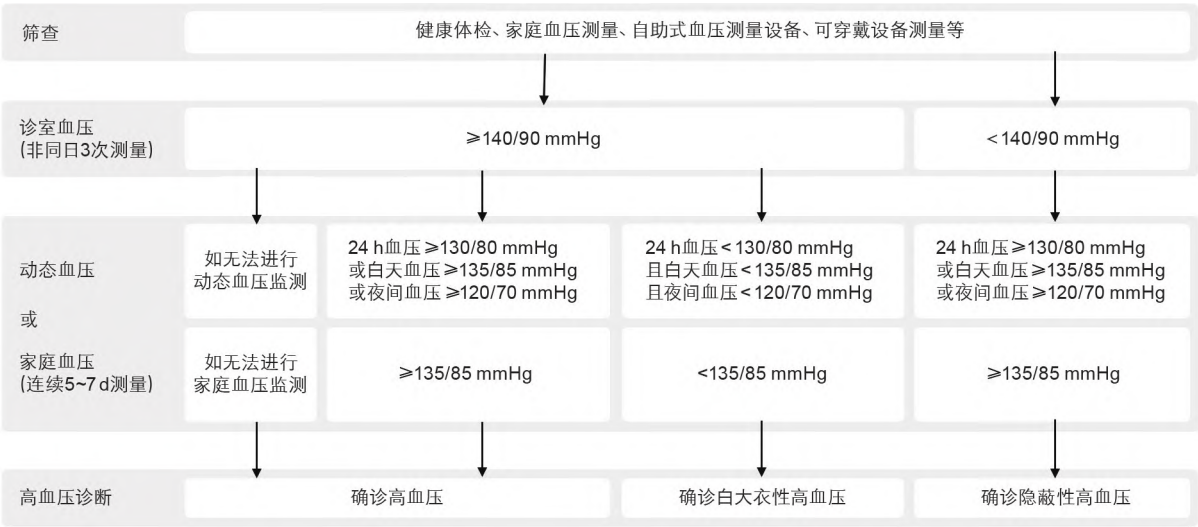 筛查
健康体检、家庭血压测量、自助式血压测量设备、可穿戴设备测量等
诊室血压
(非同日3次测量)
≥140/90 mmHg
<140/90 mmHg
动态血压
或
家庭血压
(连续5~7 d测量)
如无法进行
动态血压监测
24 h血压≥130/80 mmHg
或白天血压≥135/85 mmHg
或夜间血压≥120/70 mmHg
24 h血压<130/80 mmHg
且白天血压<135/85 mmHg
且夜间血压<120/70 mmHg
24 h血压≥130/80 mmHg
或白天血压≥135/85 mmHg
或夜间血压≥120/70 mmHg
如无法进行
家庭血压监测
≥135/85 mmHg
<135/85 mmHg
≥135/85 mmHg
高血压诊断
确诊高血压
确诊白大衣性高血压
确诊隐蔽性高血压